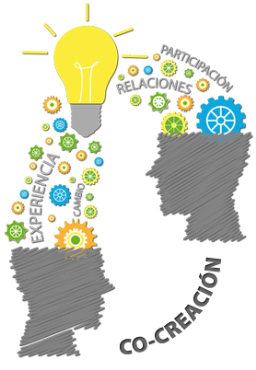 PARTICIPACIÓN
RELACIONES
EXPERIENCIA
CAMBIO
CO-CREACIÓN